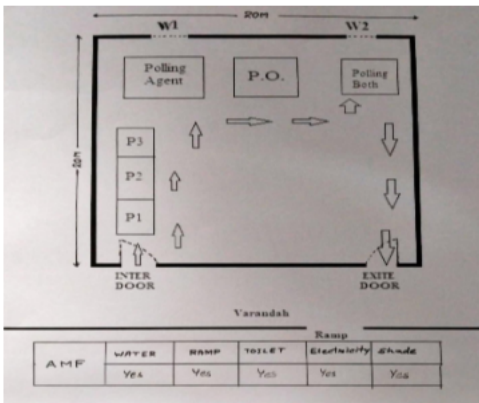 20m
W1 W2
Polling
Agent
P.O.
Polling
Both
20m
P3
P2
P1
INTER
DOOR
EXITE
DOOR
Varandah
Ramp
AMF
WATER RAMP TOILET Electricity Shade
Yes Yes Yes Yes Yes